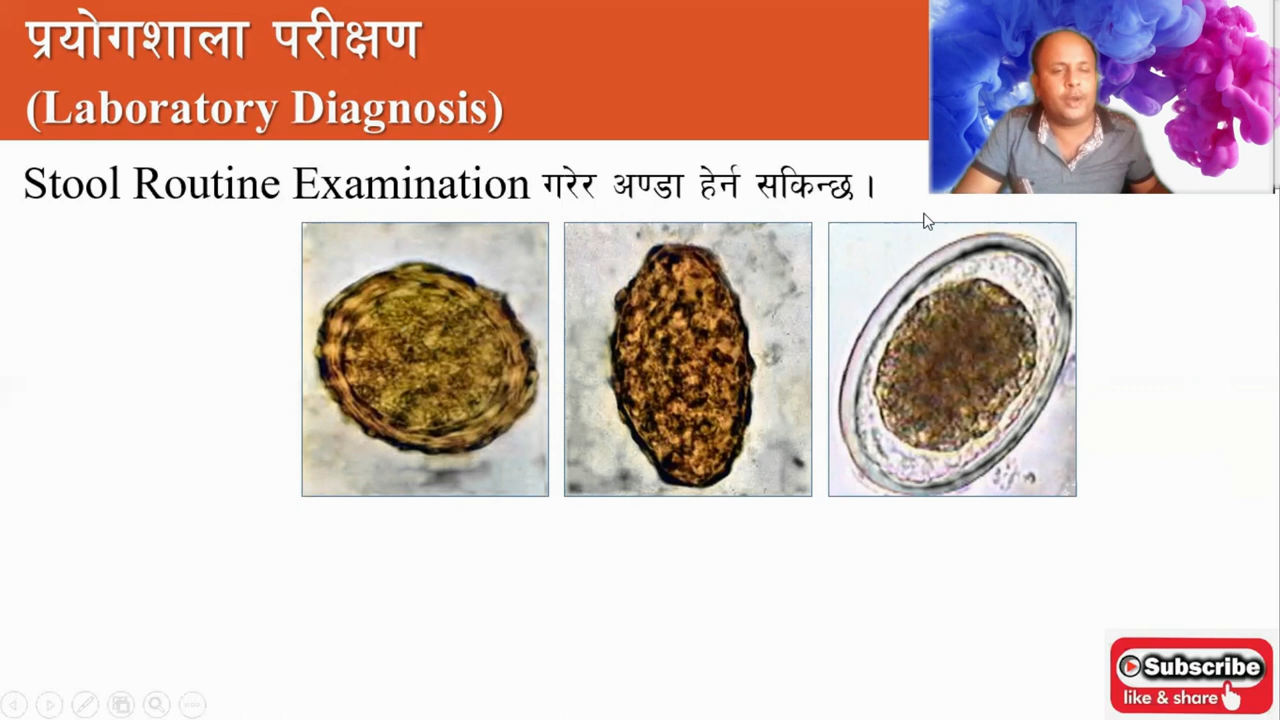 प्रयोगशाला परीक्षण
(Laboratory Diagnosis)
Stool Routine Examination गरेर अण्डा हेर्न सकिन्छ ।
Subscribe
like & share